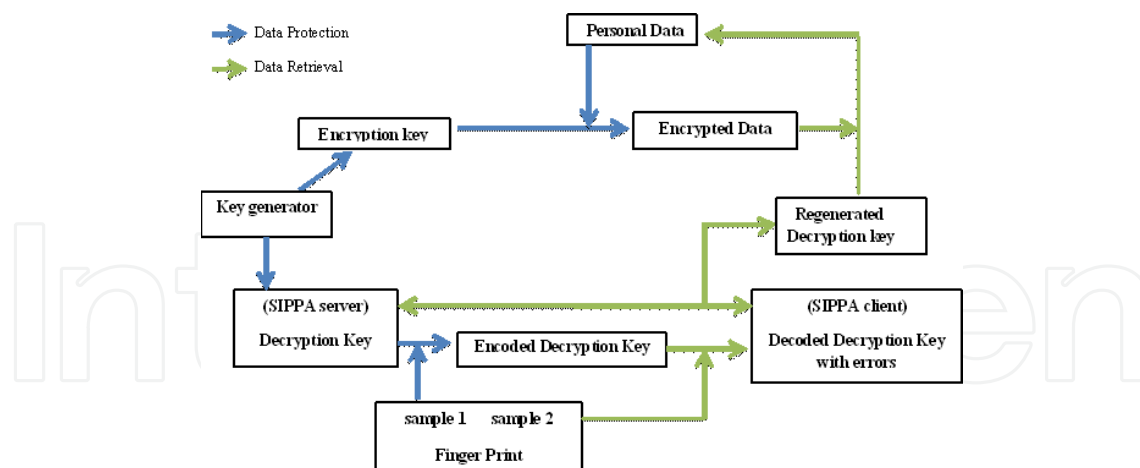 Personal Data
Data Protection
Data Retrieval
Encryption key
Encrypted Data
Key generator
Regenerated
Decryption key
(SIPPA server)
Decryption Key
(SIPPA client)
Decoded Decryption Key
with errors
Encoded Decryption Key
sample 1 sample 2
Finger Print
Inten